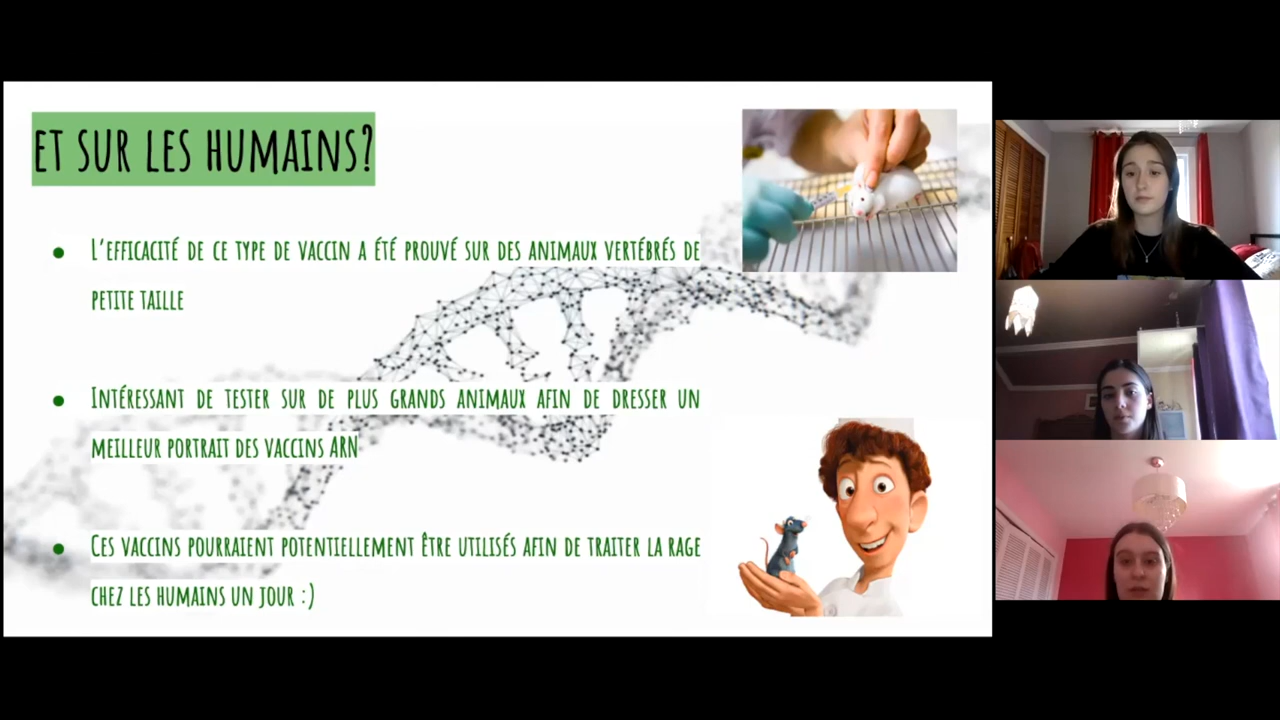 ET SUR LES HUMAINS?
L'EFFICACITÉ DE CE TYPE DE VACCIN A ÉTÉ PROUVÉ SUR DES ANIMAUX VERTÉBRÉS DE
PETITE TAILLE
INTÉRESSANT DE TESTER SUR DE PLUS GRANDS ANIMAUX AFIN DE DRESSER UN
MEILLEUR PORTRAIT DES VACCINS ARN
CES VACCINS POURRAIENT POTENTIELLEMENT ÊTRE UTILISÉS AFIN DE TRAITER LA RAGE
CHEZ LES HUMAINS UN JOUR :)